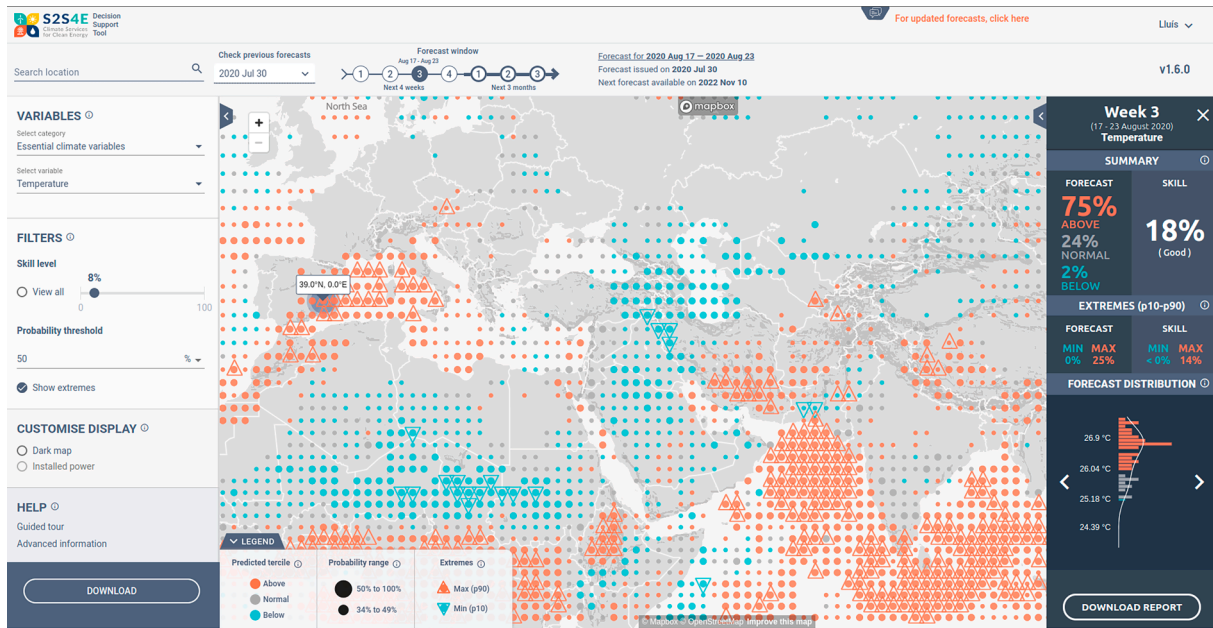 S2S4E
Climate Services
for Clean Energy
Decision
Support
Tool
For updated forecasts, click here
Lluís
Search location
Check previous forecasts
2020 Jul 30
Forecast window
Aug 17 - Aug 23
1 2 3 4 1 2 3
Next 4 weeks
Next 3 months
Forecast for 2020 Aug 17 — 2020 Aug 23
Forecast issued on 2020 Jul 30
Next forecast available on 2022 Nov 10
v1.6.0
VARIABLES
Select category
Essential climate variables
Select variable
Temperature
FILTERS
Skill level
8%
View all
0 100
Probability threshold
50 %
Show extremes
CUSTOMISE DISPLAY
Dark map
Installed power
HELP
Guided tour
Advanced information
DOWNLOAD
North Sea
+
−
mapbox
39.0°N, 0.0°E
LEGEND
Predicted tercile
Above
Normal
Below
Probability range
50% to 100%
34% to 49%
Extremes
Max (p90)
Min (p10)
© Mapbox © OpenStreetMap Improve this map
Week 3
(17 - 23 August 2020)
Temperature
SUMMARY
FORECAST SKILL
75%
ABOVE
24%
NORMAL
2%
BELOW
18%
( Good )
EXTREMES (p10-p90)
FORECAST SKILL
MIN MAX MIN MAX
0% 25% < 0% 14%
FORECAST DISTRIBUTION
26.9 °C
26.04 °C
25.18 °C
24.39 °C
DOWNLOAD REPORT